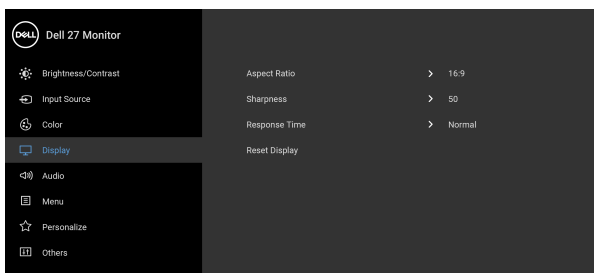 DELL Dell 27 Monitor
Brightness/Contrast
Input Source
Color
Display
Audio
Menu
Personalize
Others
Aspect Ratio > 16:9
Sharpness > 50
Response Time > Normal
Reset Display